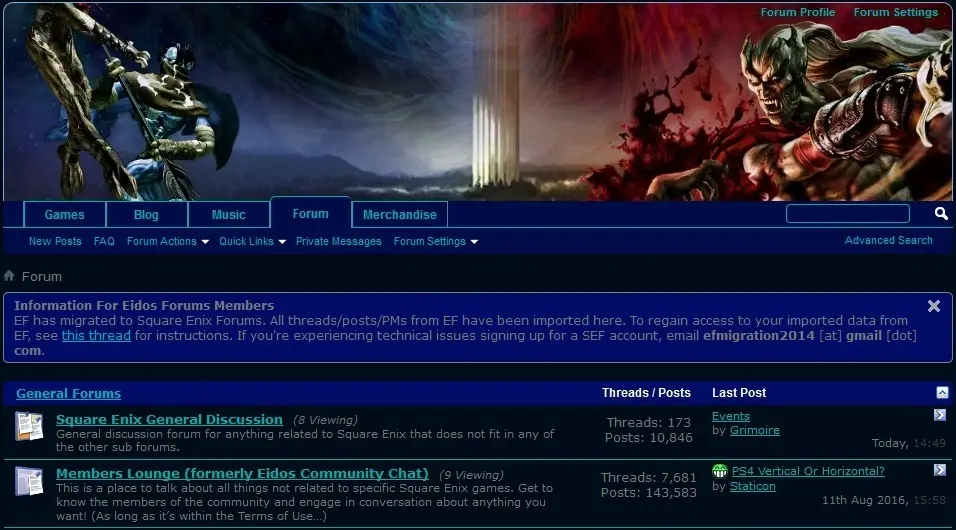 Forum Profile Forum Settings
Games Blog Music Forum Merchandise
New Posts FAQ Forum Actions Quick Links Private Messages Forum Settings Advanced Search
Forum
Information For Eidos Forums Members
EF has migrated to Square Enix Forums. All threads/posts/PMs from EF have been imported here. To regain access to your imported data from
EF, see this thread for instructions. If you're experiencing technical issues signing up for a SEF account, email efmigration2014 [at] gmail [dot]
com.
General Forums Threads / Posts Last Post
Square Enix General Discussion (8 Viewing)
General discussion forum for anything related to Square Enix that does not fit in any of
the other sub forums.
Threads: 173
Posts: 10,846
Events
by Grimoire
Today, 14:49
Members Lounge (formerly Eidos Community Chat) (9 Viewing)
This is a place to talk about all things not related to specific Square Enix games. Get to
know the members of the community and engage in conversation about anything you
want! (As long as it's within the Terms of Use...)
Threads: 7,681
Posts: 143,583
PS4 Vertical Or Horizontal?
by Staticon
11th Aug 2016, 15:58